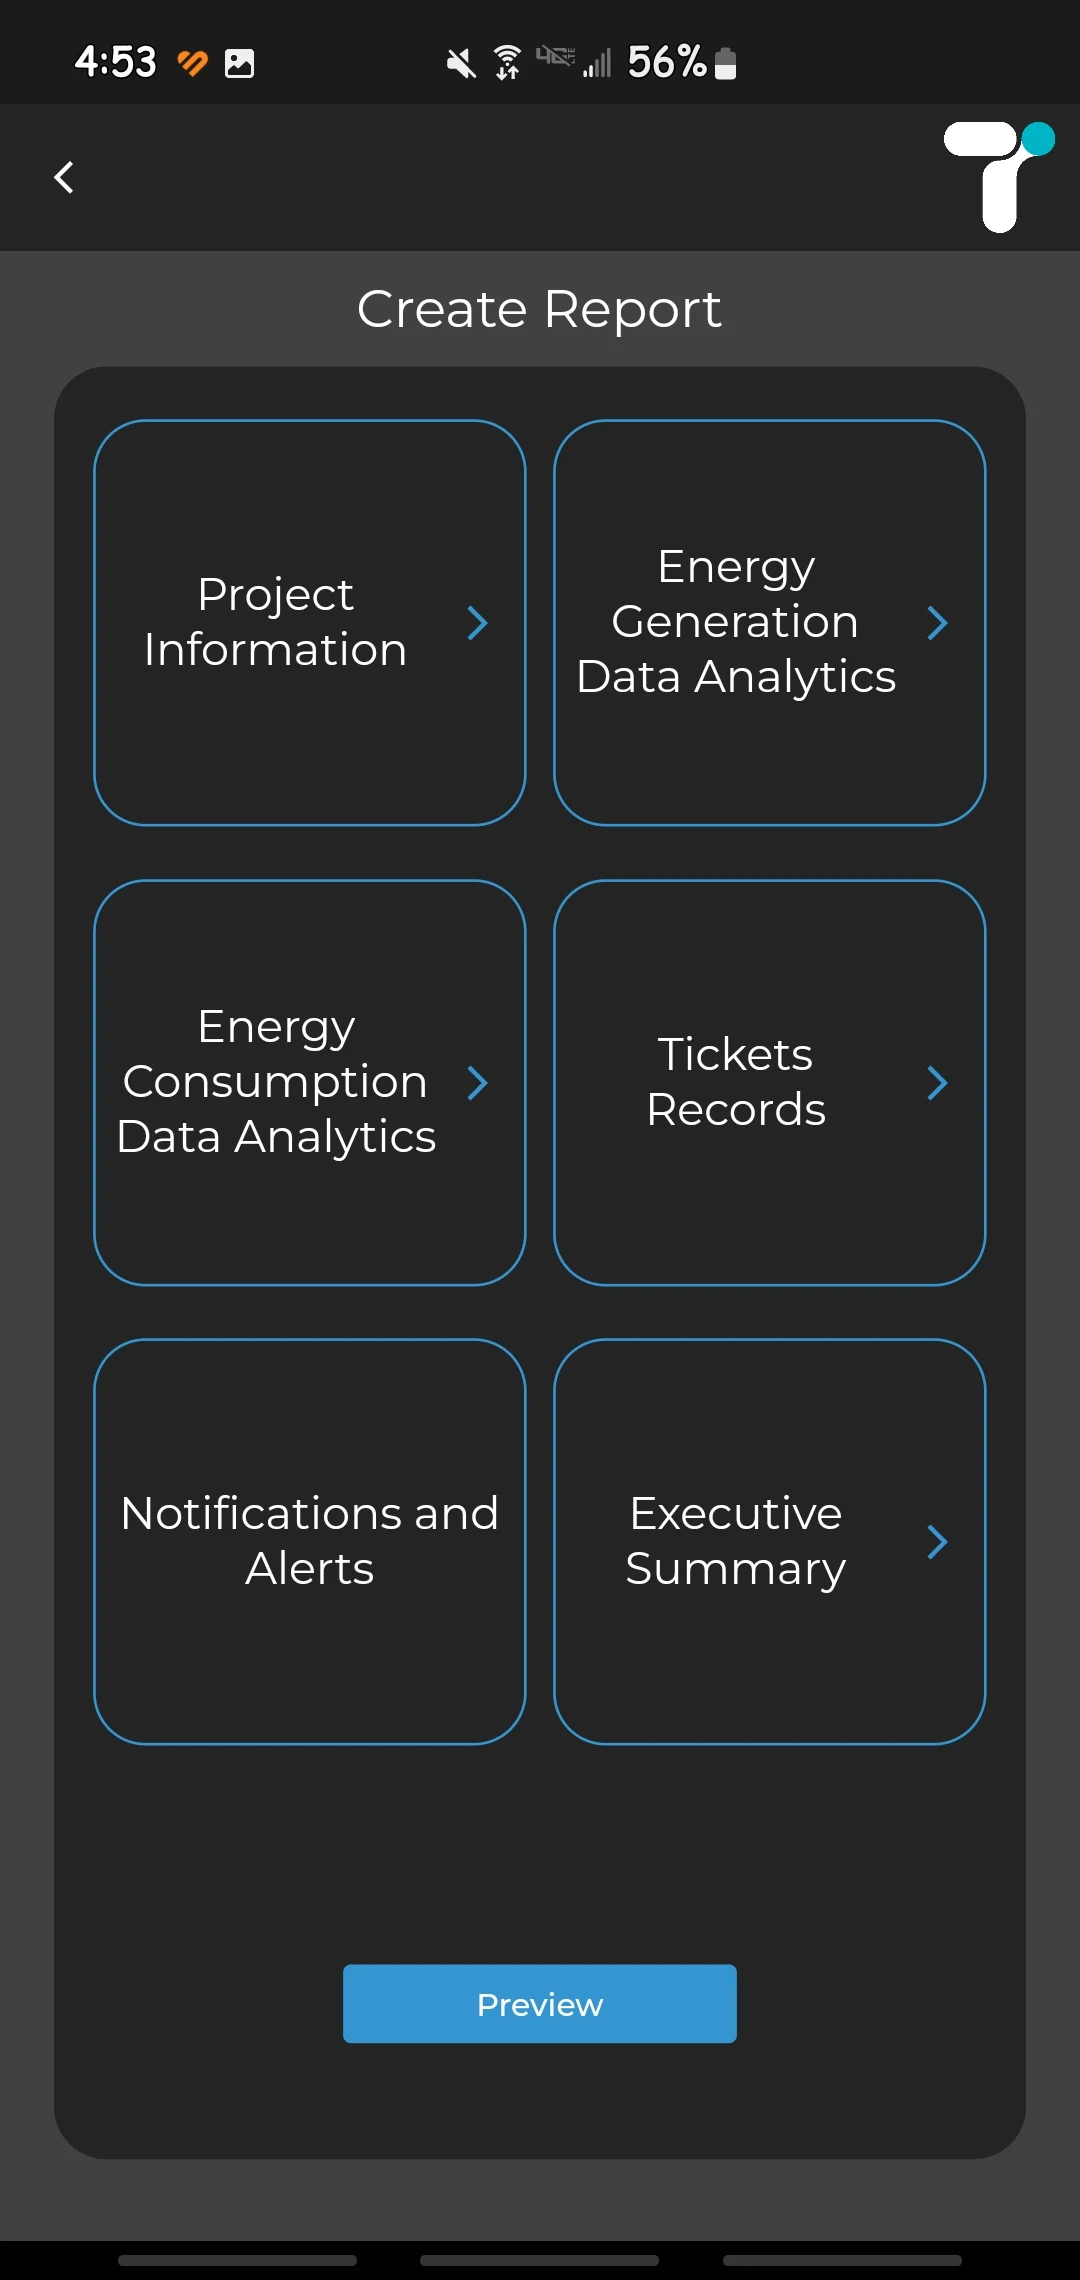 4:53
56%
Create Report
Project
Information
Energy
Generation
Data Analytics
Energy
Consumption
Data Analytics
Tickets
Records
Notifications and
Alerts
Executive
Summary
Preview